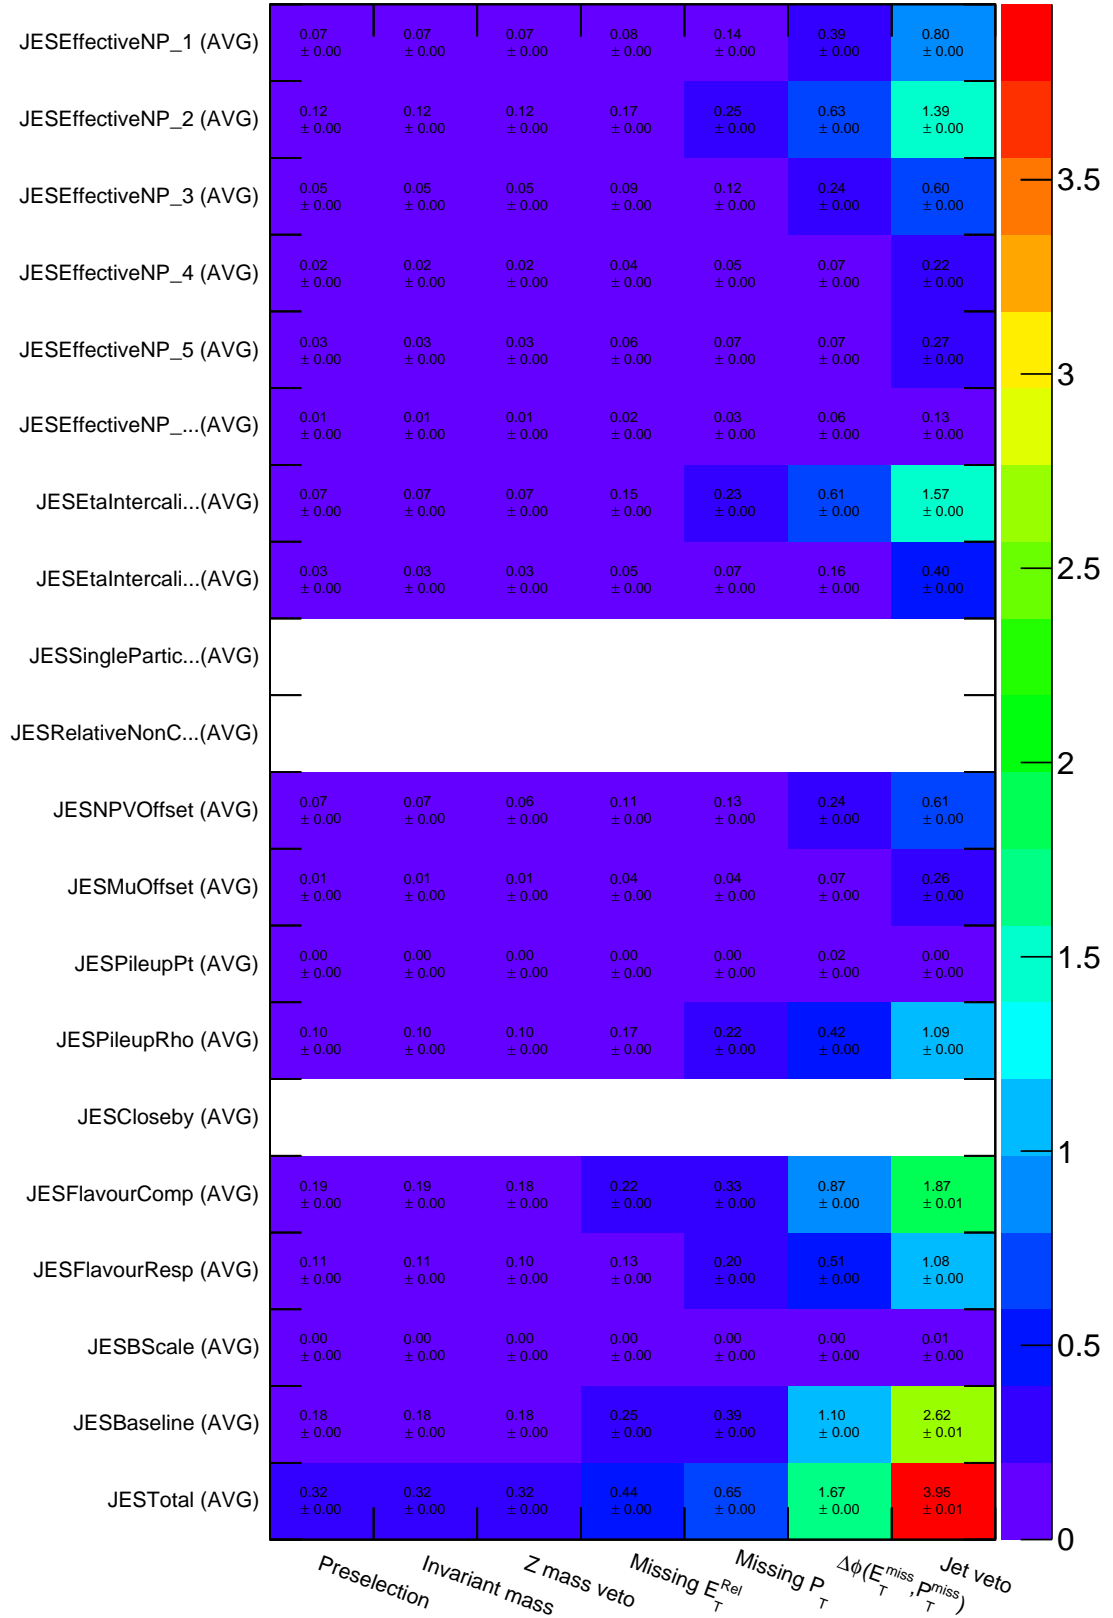 JESEffectiveNP_1 (AVG) 0.07 ± 0.00 0.07 ± 0.00 0.07 ± 0.00 0.08 ± 0.00 0.14 ± 0.00 0.39 ± 0.00 0.80 ± 0.00
JESEffectiveNP_2 (AVG) 0.12 ± 0.00 0.12 ± 0.00 0.12 ± 0.00 0.17 ± 0.00 0.25 ± 0.00 0.63 ± 0.00 1.39 ± 0.00
JESEffectiveNP_3 (AVG) 0.05 ± 0.00 0.05 ± 0.00 0.05 ± 0.00 0.09 ± 0.00 0.12 ± 0.00 0.24 ± 0.00 0.60 ± 0.00
3.5
JESEffectiveNP_4 (AVG) 0.02 ± 0.00 0.02 ± 0.00 0.02 ± 0.00 0.04 ± 0.00 0.05 ± 0.00 0.07 ± 0.00 0.22 ± 0.00
JESEffectiveNP_5 (AVG) 0.03 ± 0.00 0.03 ± 0.00 0.03 ± 0.00 0.06 ± 0.00 0.07 ± 0.00 0.07 ± 0.00 0.27 ± 0.00
3
JESEffectiveNP_...(AVG) 0.01 ± 0.00 0.01 ± 0.00 0.01 ± 0.00 0.02 ± 0.00 0.03 ± 0.00 0.06 ± 0.00 0.13 ± 0.00
JESEtaIntercali...(AVG) 0.07 ± 0.00 0.07 ± 0.00 0.07 ± 0.00 0.15 ± 0.00 0.23 ± 0.00 0.61 ± 0.00 1.57 ± 0.00
2.5
JESEtaIntercali...(AVG) 0.03 ± 0.00 0.03 ± 0.00 0.03 ± 0.00 0.05 ± 0.00 0.07 ± 0.00 0.16 ± 0.00 0.40 ± 0.00
JESSinglePartic...(AVG)
JESRelativeNonC...(AVG)
2
JESNPVOffset (AVG) 0.07 ± 0.00 0.07 ± 0.00 0.06 ± 0.00 0.11 ± 0.00 0.13 ± 0.00 0.24 ± 0.00 0.61 ± 0.00
JESMuOffset (AVG) 0.01 ± 0.00 0.01 ± 0.00 0.01 ± 0.00 0.04 ± 0.00 0.04 ± 0.00 0.07 ± 0.00 0.26 ± 0.00
1.5
JESPileupPt (AVG) 0.00 ± 0.00 0.00 ± 0.00 0.00 ± 0.00 0.00 ± 0.00 0.00 ± 0.00 0.02 ± 0.00 0.00 ± 0.00
JESPileupRho (AVG) 0.10 ± 0.00 0.10 ± 0.00 0.10 ± 0.00 0.17 ± 0.00 0.22 ± 0.00 0.42 ± 0.00 1.09 ± 0.00
JESCloseby (AVG)
1
JESFlavourComp (AVG) 0.19 ± 0.00 0.19 ± 0.00 0.18 ± 0.00 0.22 ± 0.00 0.33 ± 0.00 0.87 ± 0.00 1.87 ± 0.01
JESFlavourResp (AVG) 0.11 ± 0.00 0.11 ± 0.00 0.10 ± 0.00 0.13 ± 0.00 0.20 ± 0.00 0.51 ± 0.00 1.08 ± 0.00
0.5
JESBScale (AVG) 0.00 ± 0.00 0.00 ± 0.00 0.00 ± 0.00 0.00 ± 0.00 0.00 ± 0.00 0.00 ± 0.00 0.01 ± 0.00
JESBaseline (AVG) 0.18 ± 0.00 0.18 ± 0.00 0.18 ± 0.00 0.25 ± 0.00 0.39 ± 0.00 1.10 ± 0.00 2.62 ± 0.01
JESTotal (AVG) 0.32 ± 0.00 0.32 ± 0.00 0.32 ± 0.00 0.44 ± 0.00 0.65 ± 0.00 1.67 ± 0.00 3.95 ± 0.01
0
Preselection
Invariant mass
Z mass veto
Missing E_T^Rel
Missing P_T
Δϕ(E_T^miss,P_T^miss)
Jet veto